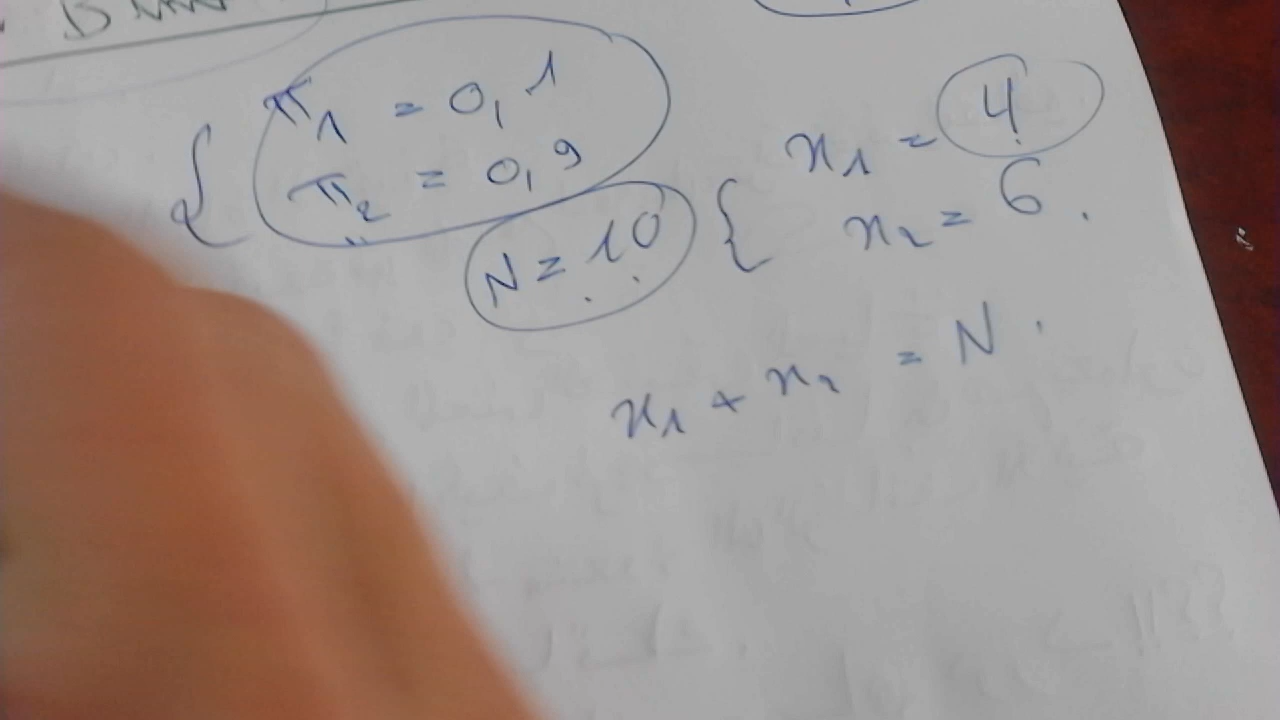 π₁ = 0,1
π₂ = 0,9
N = 10
x₁ = 4
x₂ = 6.
x₁ + x₂ = N.